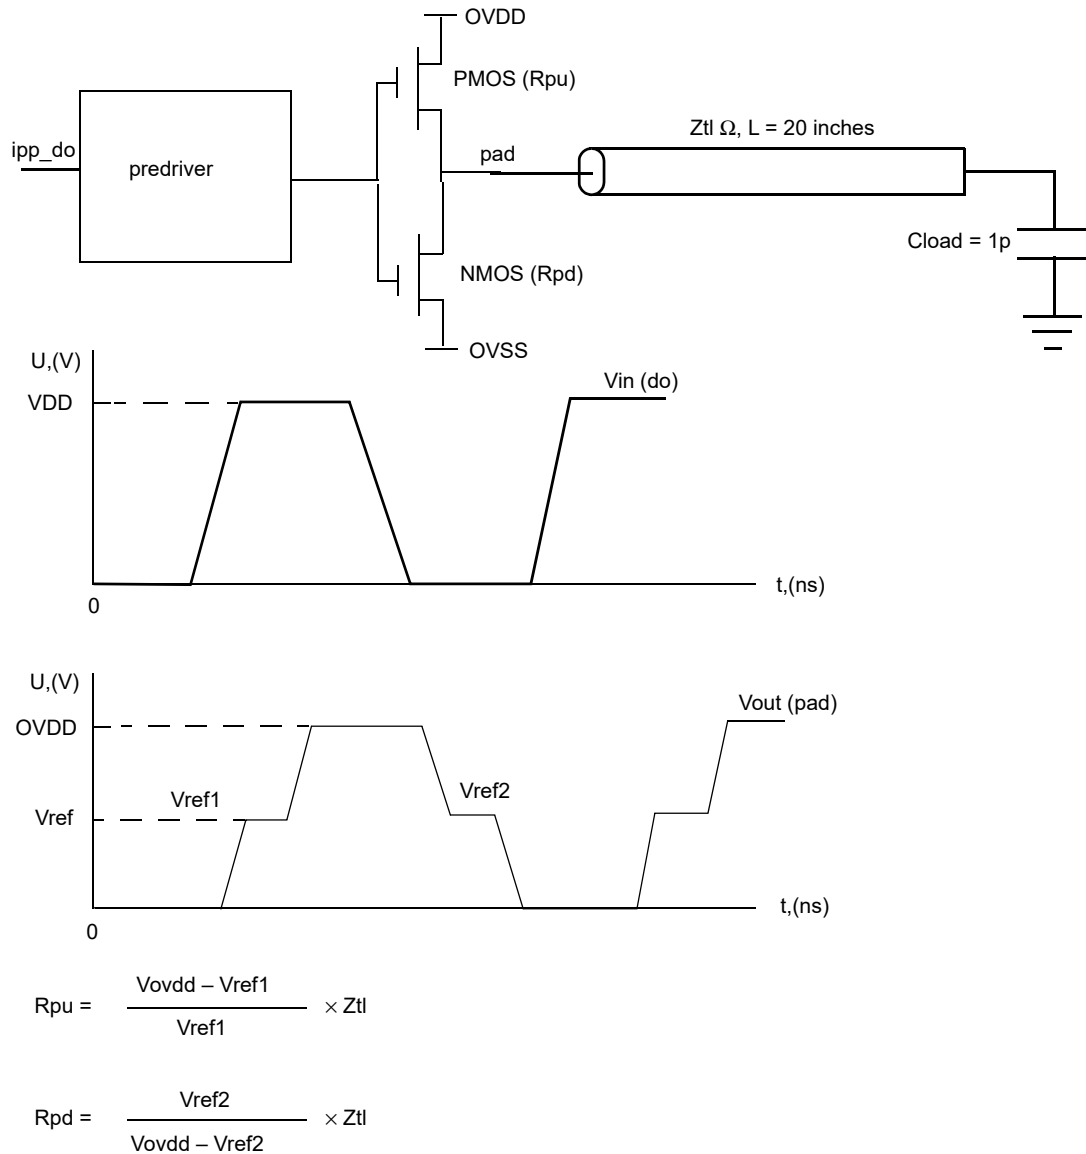 OVDD
PMOS (Rpu)
Ztl Ω, L = 20 inches
ipp_do
predriver
pad
Cload = 1p
NMOS (Rpd)
OVSS
U,(V)
Vin (do)
VDD
t,(ns)
0
U,(V)
Vout (pad)
OVDD
Vref1
Vref2
Vref
t,(ns)
0
Vovdd – Vref1
Rpu = × Ztl
Vref1
Vref2
Rpd = × Ztl
Vovdd – Vref2